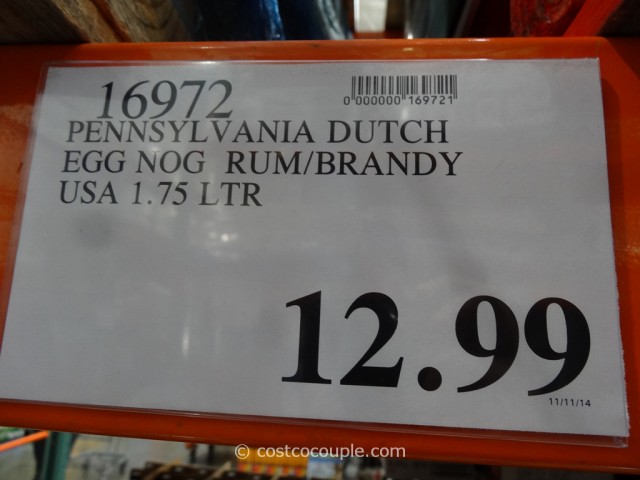 16972
0 000000 169721
PENNSYLVANIA DUTCH
EGG NOG RUM/BRANDY
USA 1.75 LTR
12.99
11/11/14
© costcocouple.com ♡